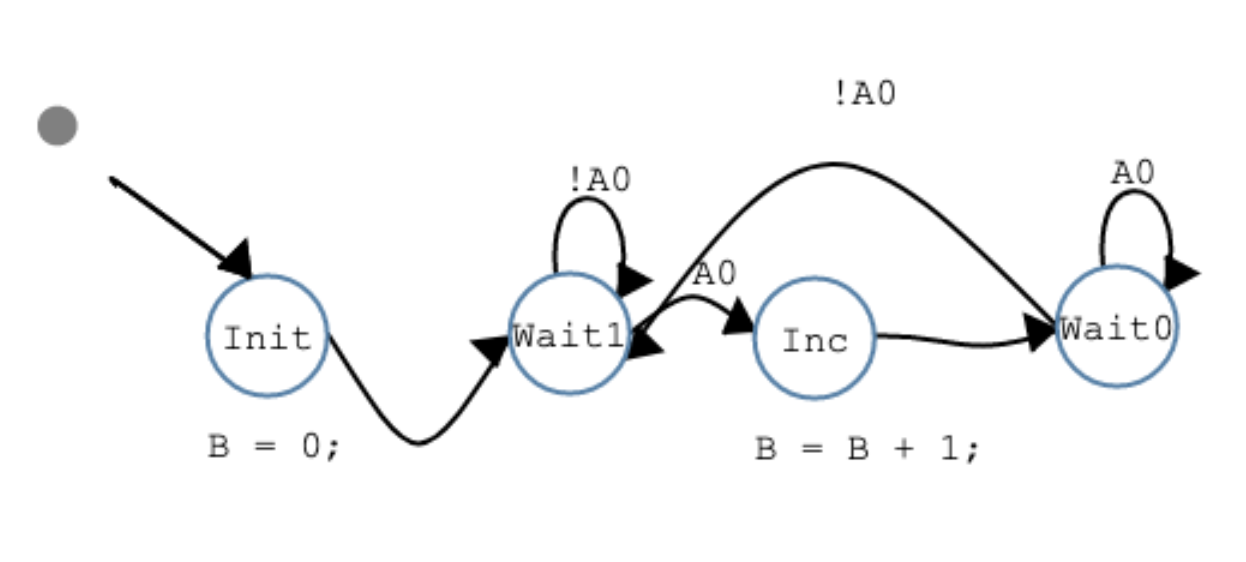 !A0
!A0
A0
A0
Init
Wait1
Inc
Wait0
B = 0;
B = B + 1;